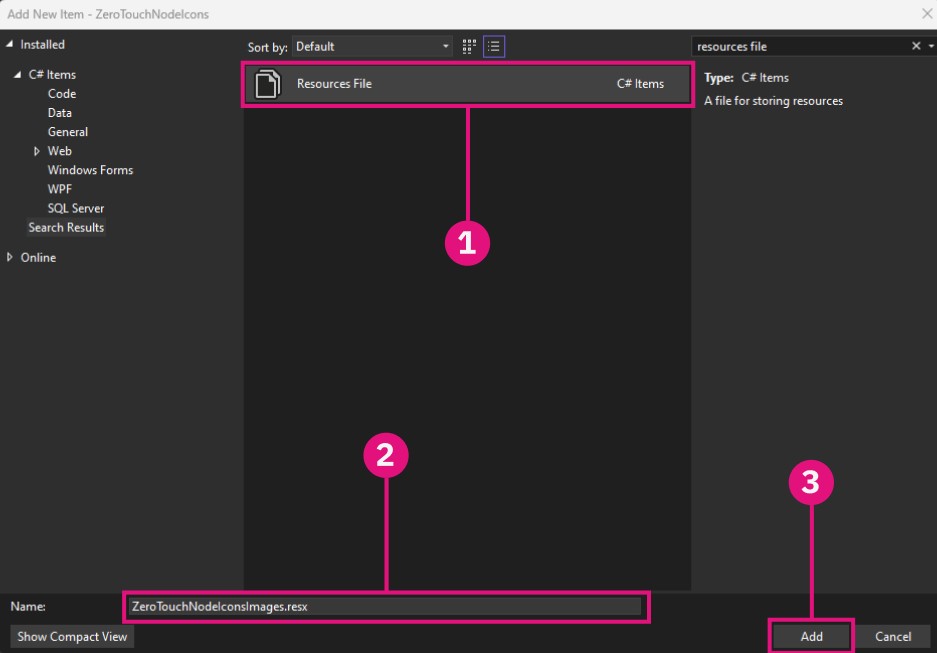 Add New Item - ZeroTouchNodeIcons
Installed
Sort by: Default
resources file
C# Items
Code
Data
General
Web
Windows Forms
WPF
SQL Server
Search Results
Online
Resources File C# Items
Type: C# Items
A file for storing resources
1
2
3
Name: ZeroTouchNodeIconsImages.resx
Show Compact View Add Cancel